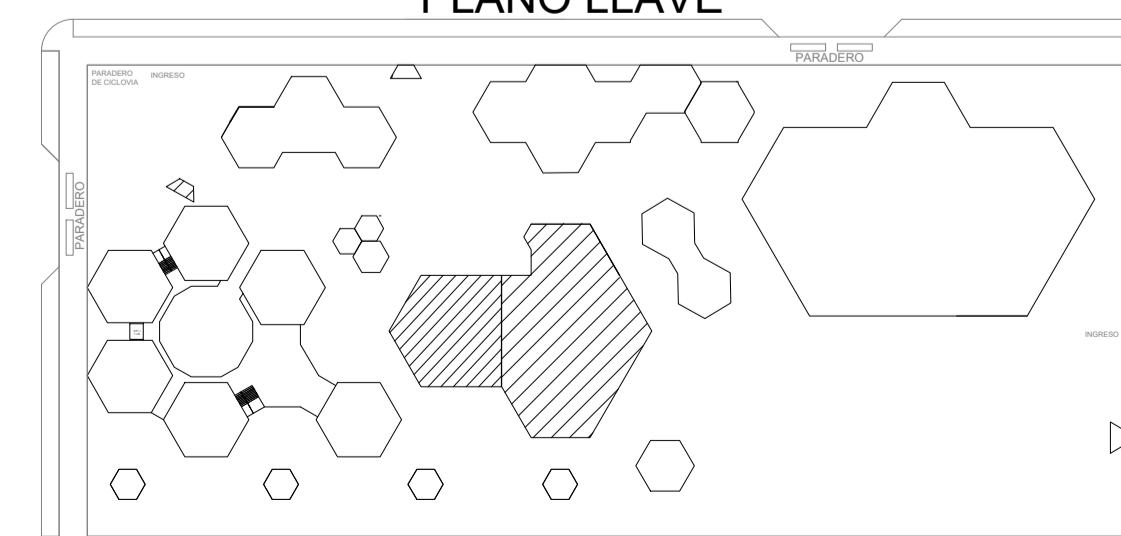 PLANO LLAVE
PARADERO
PARADERO
DE CICLOVIA
INGRESO
PARADERO
INGRESO